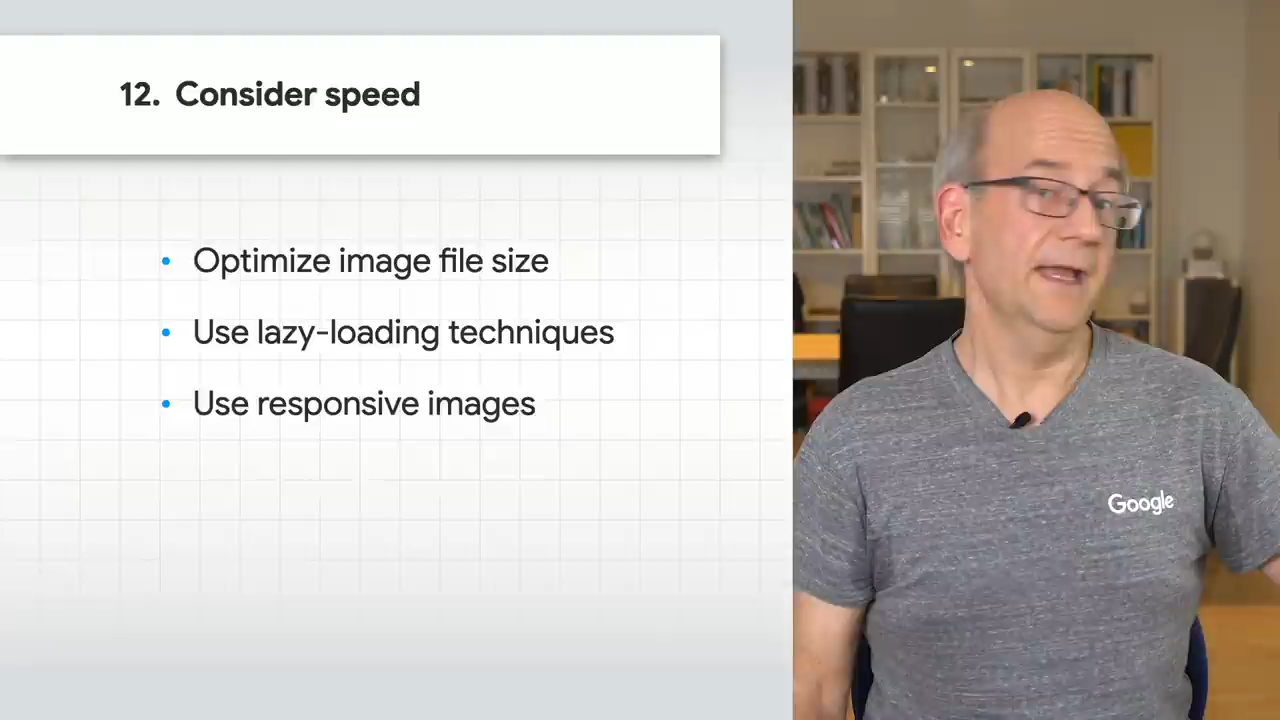 12. Consider speed
• Optimize image file size
• Use lazy-loading techniques
• Use responsive images
Google